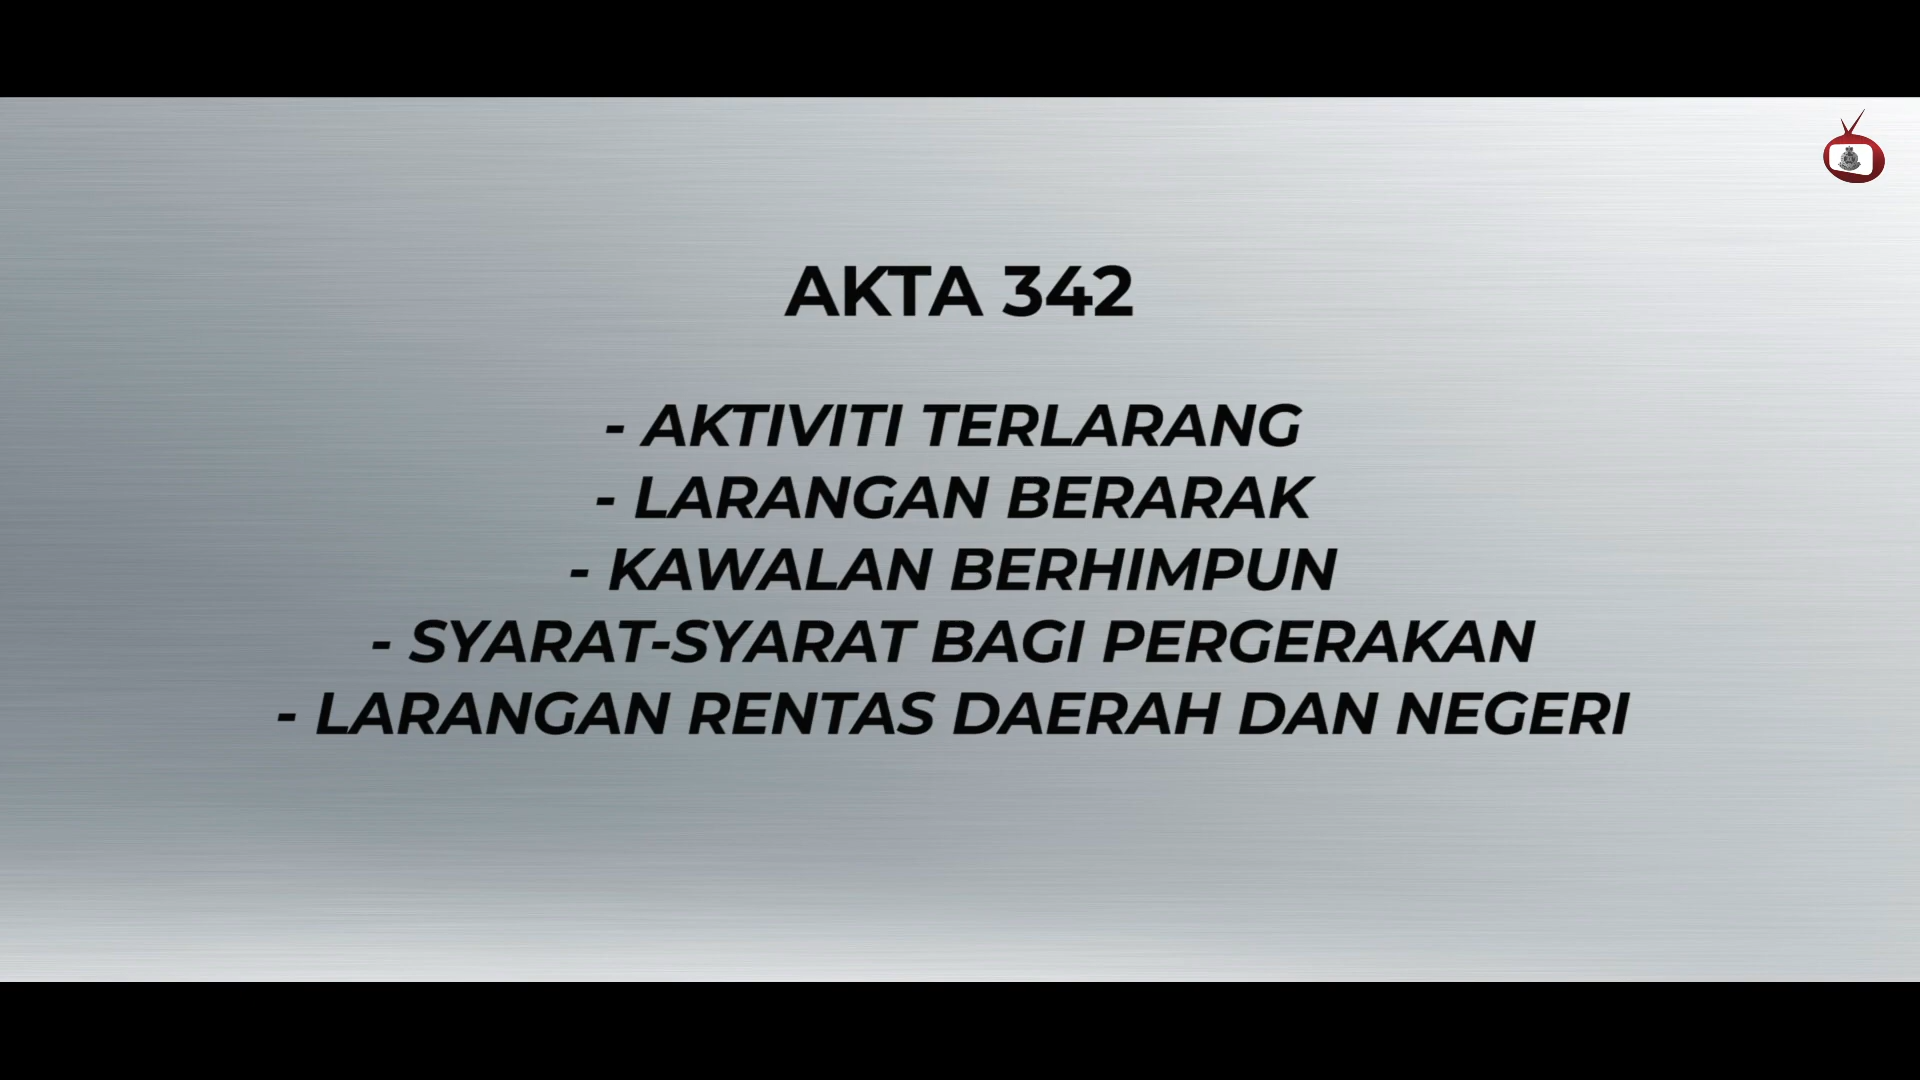 AKTA 342
- AKTIVITI TERLARANG
- LARANGAN BERARAK
- KAWALAN BERHIMPUN
- SYARAT-SYARAT BAGI PERGERAKAN
- LARANGAN RENTAS DAERAH DAN NEGERI